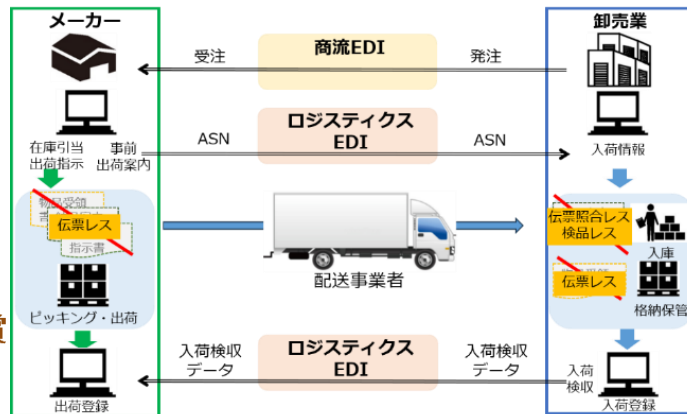 メーカー
卸売業
受注
商流EDI
発注
ASN
ロジスティクス
EDI
ASN
在庫引当
出荷指示
事前
出荷案内
入荷情報
物品受領
伝票レス
指示書
伝票照合レス
検品レス
入庫
伝票レス
配送事業者
格納保管
ピッキング・出荷
入荷検収
データ
ロジスティクス
EDI
入荷検収
データ
入荷
検収
出荷登録
入荷登録